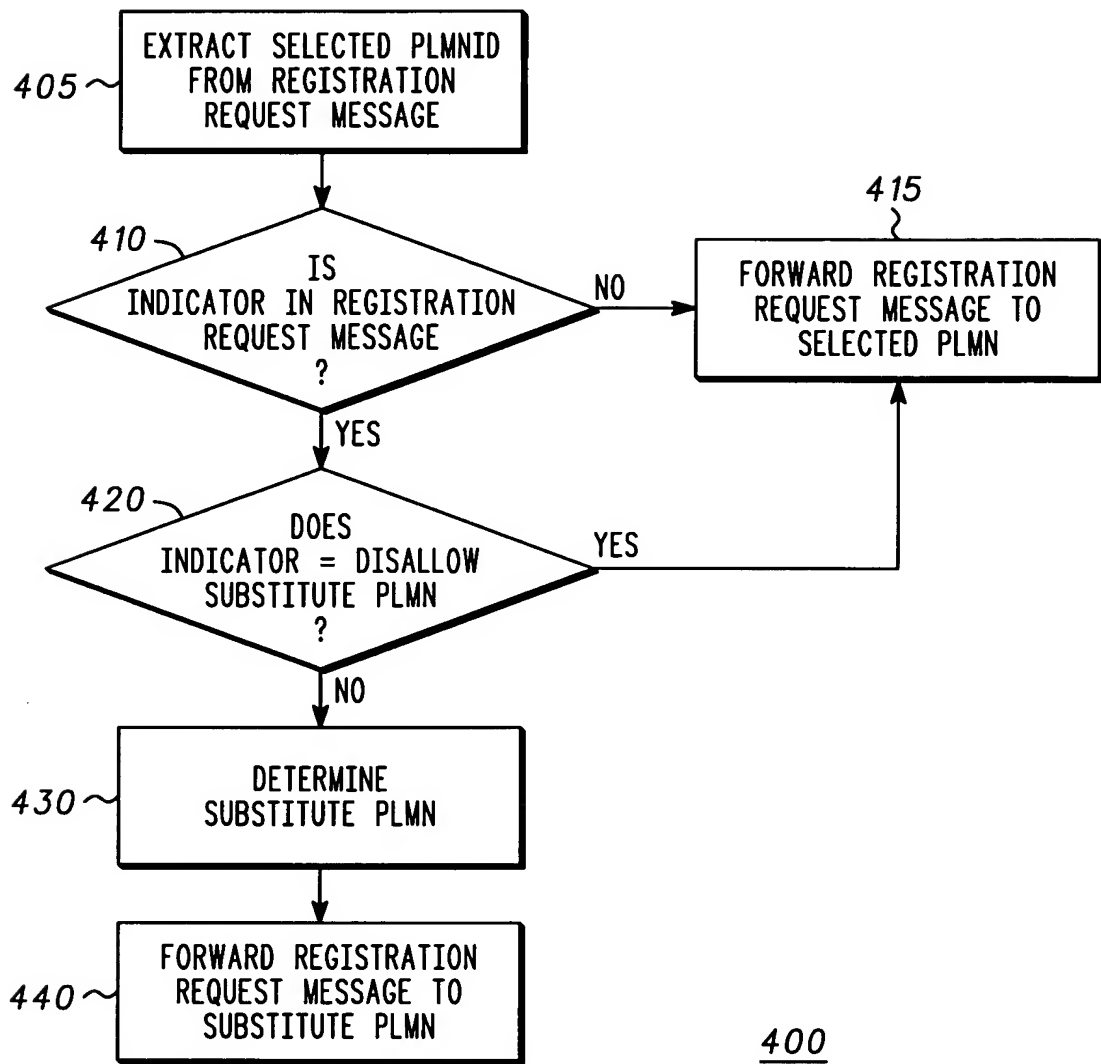 EXTRACT SELECTED PLMNID
FROM REGISTRATION
REQUEST MESSAGE
405
415
410
IS
INDICATOR IN REGISTRATION
REQUEST MESSAGE
?
NO
FORWARD REGISTRATION
REQUEST MESSAGE TO
SELECTED PLMN
YES
420
DOES
INDICATOR = DISALLOW
SUBSTITUTE PLMN
?
YES
NO
DETERMINE
SUBSTITUTE PLMN
430
FORWARD REGISTRATION
REQUEST MESSAGE TO
SUBSTITUTE PLMN
440
400